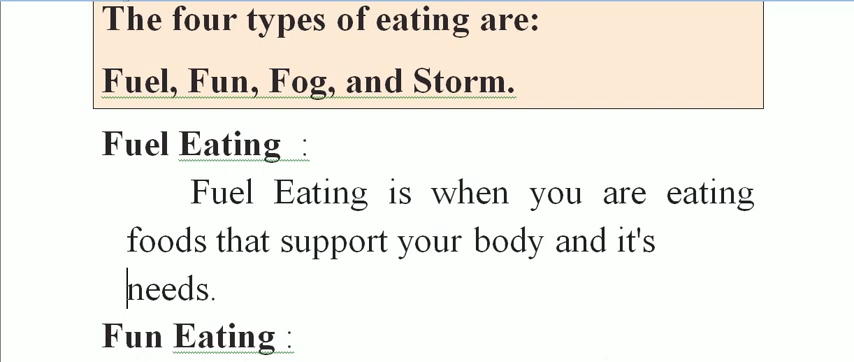 The four types of eating are:
Fuel, Fun, Fog, and Storm.
Fuel Eating :
Fuel Eating is when you are eating
foods that support your body and it's
needs.
Fun Eating :